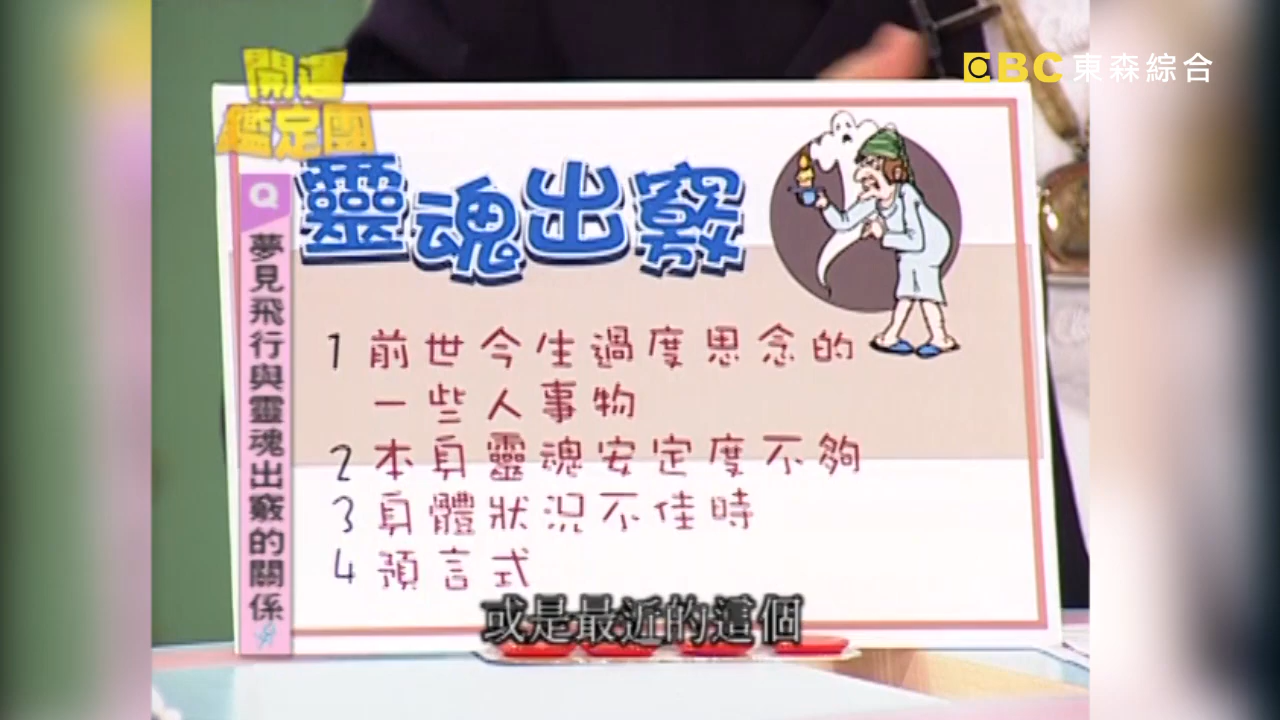 EBC 東森綜合
開運
鑑定團
靈魂出竅
Q 夢見飛行與靈魂出竅的關係
1 前世今生過度思念的
一些人事物
2 本身靈魂安定度不夠
3 身體狀況不佳時
4 預言式
或是最近的這個